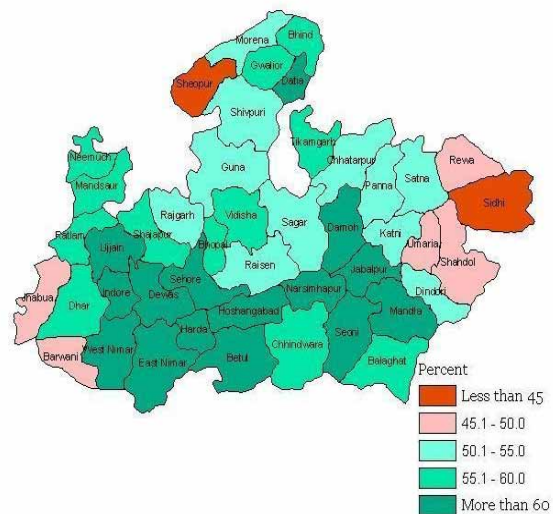 Morena
Bhind
Gwalior
Datia
Sheopur
Shivpuri
Tikamgarh
Chhatarpur
Rewa
Neemuch
Mandsaur
Guna
Panna
Satna
Sidhi
Rajgarh
Vidisha
Sagar
Damoh
Katni
Umaria
Shahdol
Ratlam
Ujjain
Shajapur
Bhopal
Raisen
Jabalpur
Dindori
Jhabua
Dhar
Indore
Dewas
Sehore
Hoshangabad
Narsimhapur
Mandla
Barwani
West Nimar
East Nimar
Harda
Betul
Chhindwara
Seoni
Balaghat
Percent
Less than 45
45.1 - 50.0
50.1 - 55.0
55.1 - 60.0
More than 60